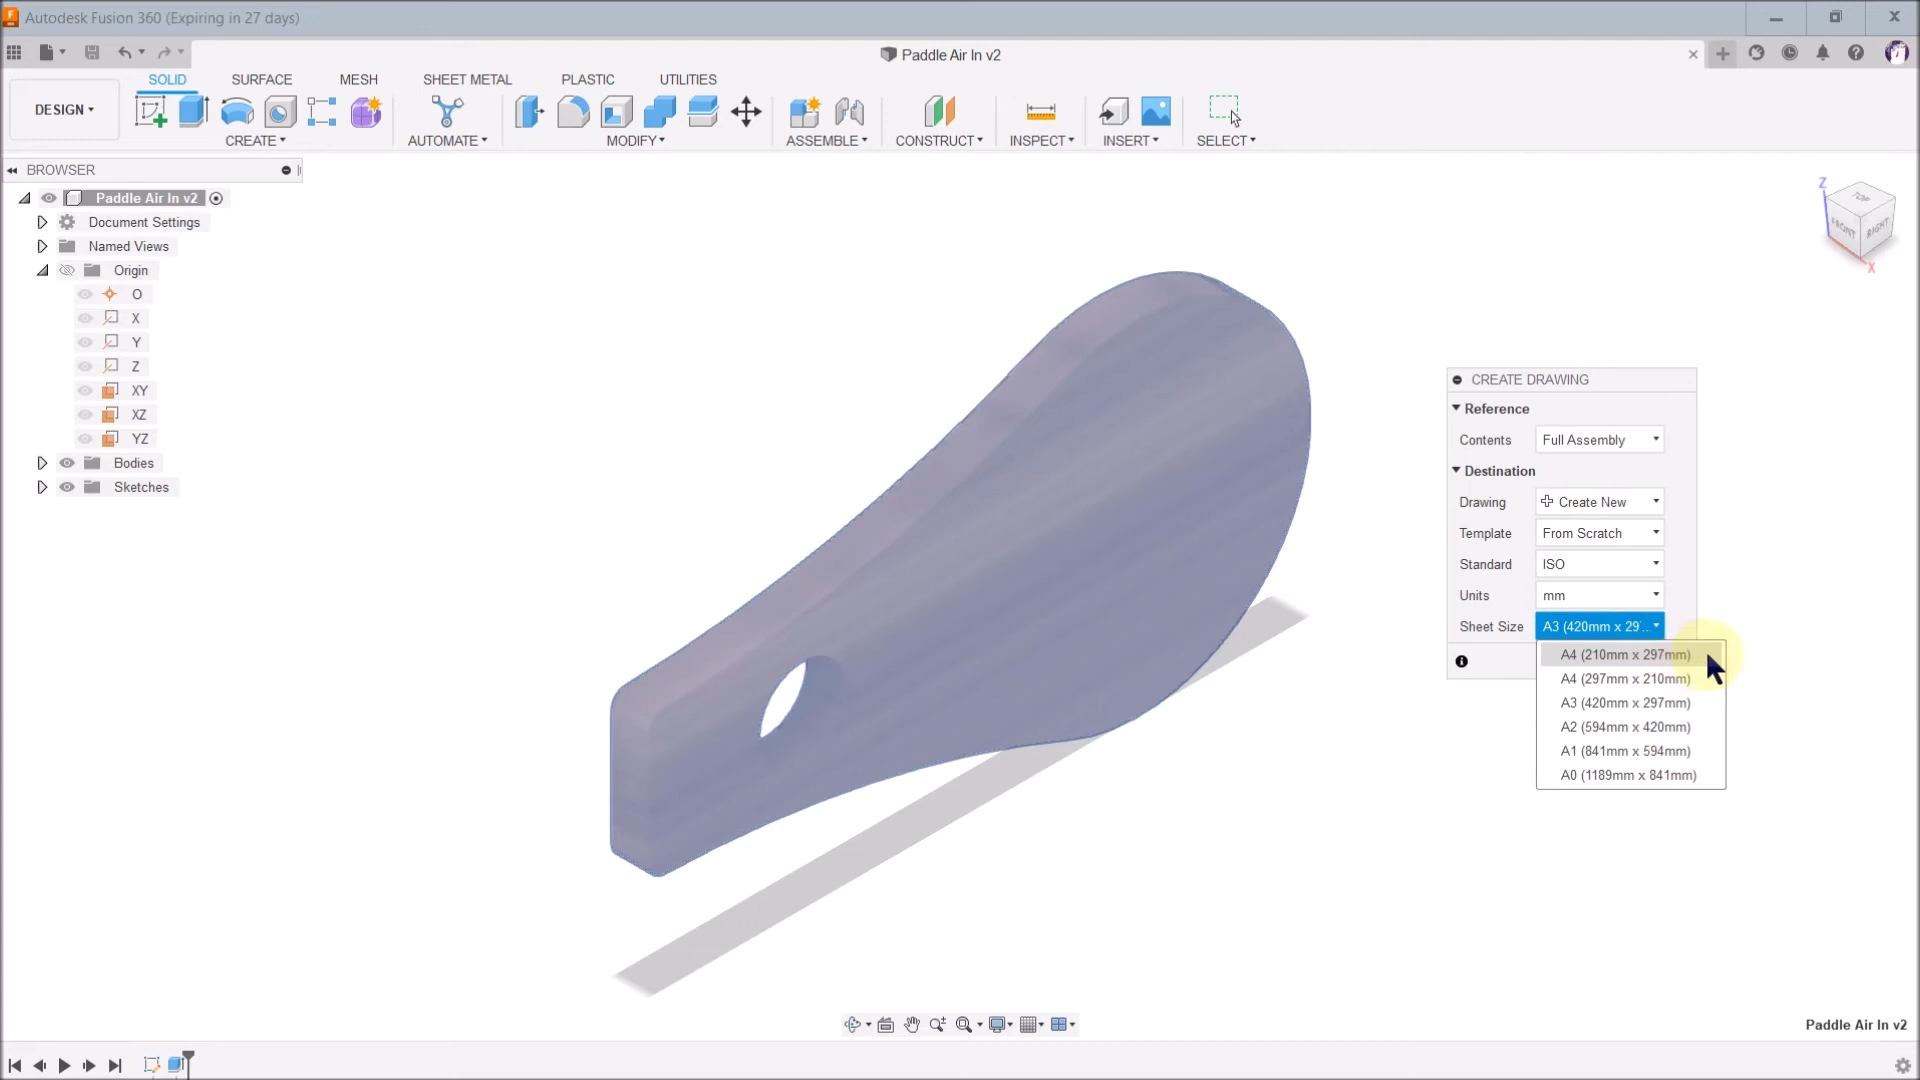 Autodesk Fusion 360 (Expiring in 27 days)
Paddle Air In v2
SOLID SURFACE MESH SHEET METAL PLASTIC UTILITIES
DESIGN
CREATE AUTOMATE MODIFY ASSEMBLE CONSTRUCT INSPECT INSERT SELECT
BROWSER
Paddle Air In v2
Document Settings
Named Views
Origin
O
X
Y
Z
XY
XZ
YZ
Bodies
Sketches
Z
TOP
FRONT
RIGHT
X
CREATE DRAWING
Reference
Contents Full Assembly
Destination
Drawing Create New
Template From Scratch
Standard ISO
Units mm
Sheet Size A3 (420mm x 29'...
A4 (210mm x 297mm)
A4 (297mm x 210mm)
A3 (420mm x 297mm)
A2 (594mm x 420mm)
A1 (841mm x 594mm)
A0 (1189mm x 841mm)
Paddle Air In v2